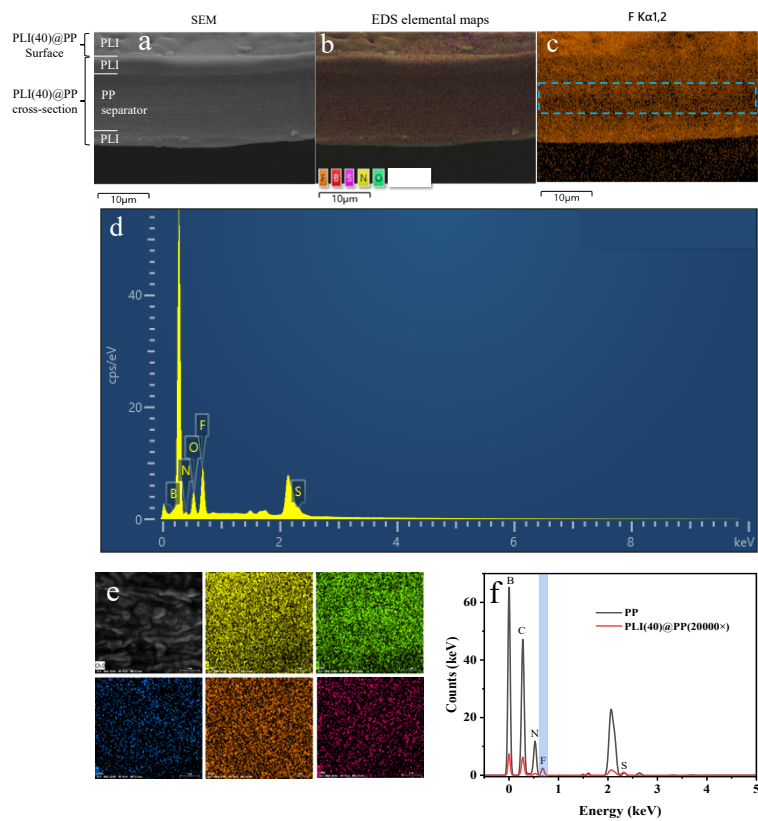 SEM
EDS elemental maps
F Kα1,2
PLI(40)@PP
Surface
PLI
a
b
c
PLI
PLI(40)@PP
cross-section
PP
separator
PLI
F B S N O
10μm
10μm
10μm
d
cps/eV
40
20
0
B
N
O
F
S
0 2 4 6 8 keV
e
f
B
PP
PLI(40)@PP(20000×)
C
N
F
S
Counts (keV)
60
40
20
0
0 1 2 3 4 5
Energy (keV)